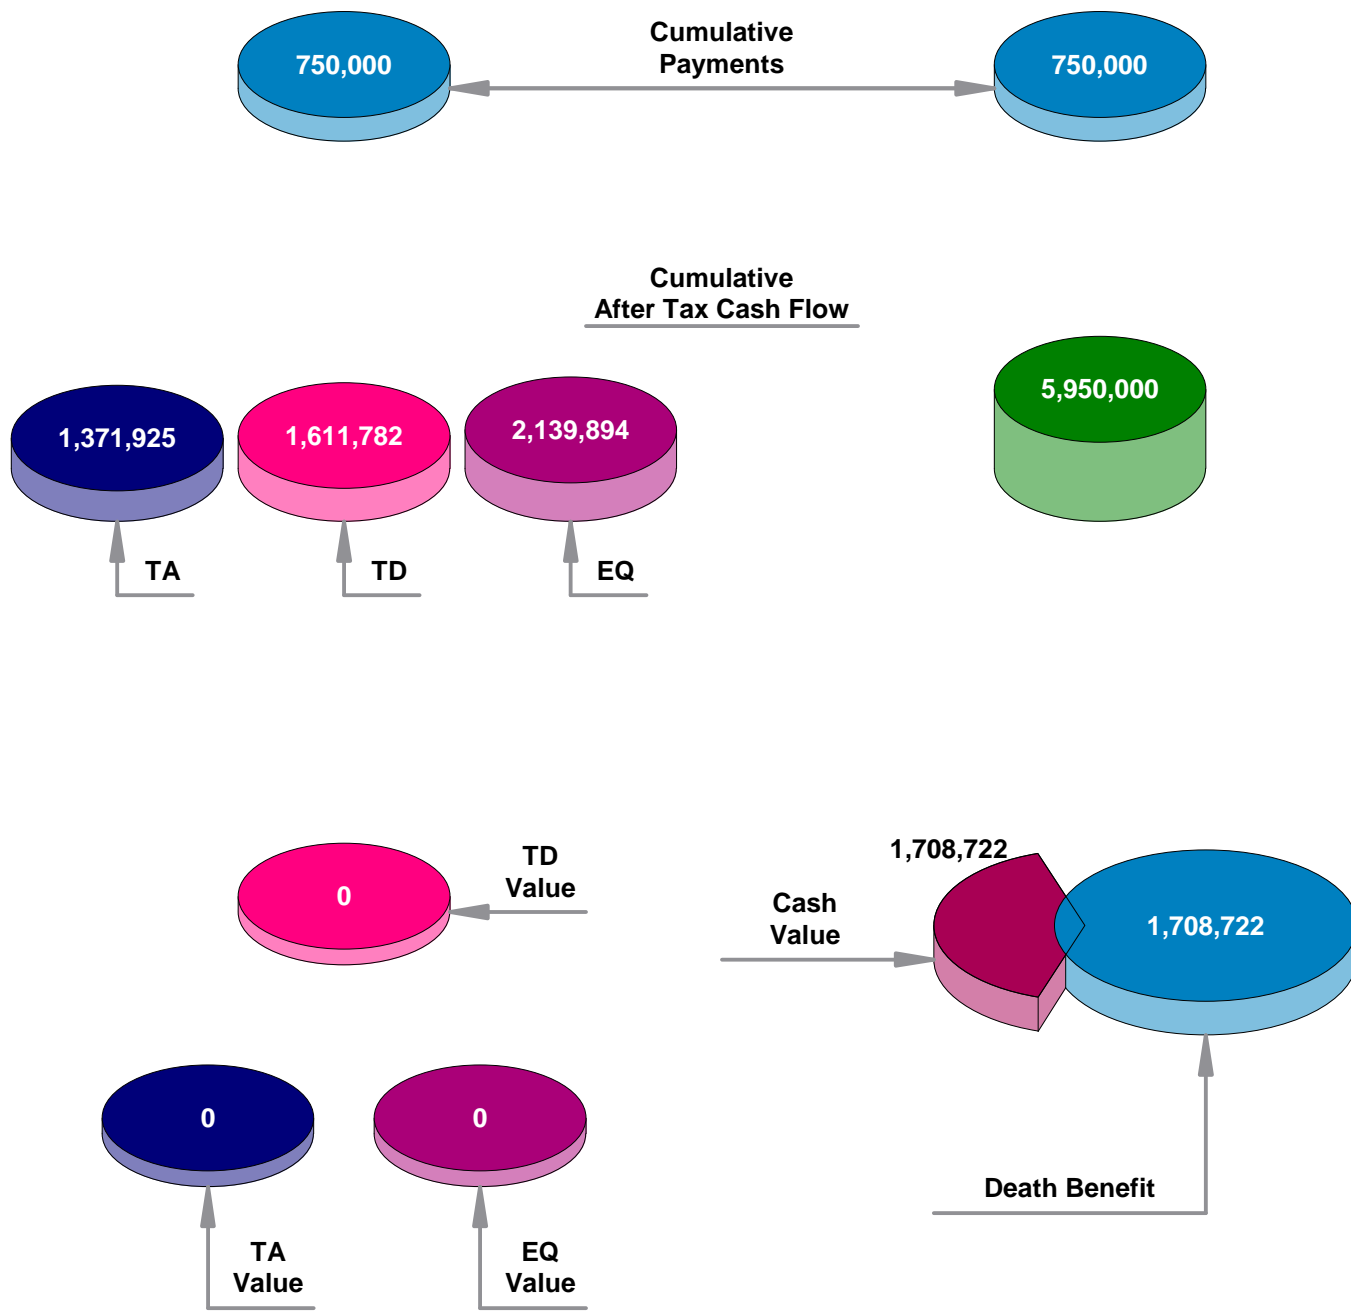 Cumulative
Payments
750,000
750,000
Cumulative
After Tax Cash Flow
1,371,925
1,611,782
2,139,894
5,950,000
TA
TD
EQ
TD
Value
0
1,708,722
Cash
Value
1,708,722
0
0
Death Benefit
TA
Value
EQ
Value